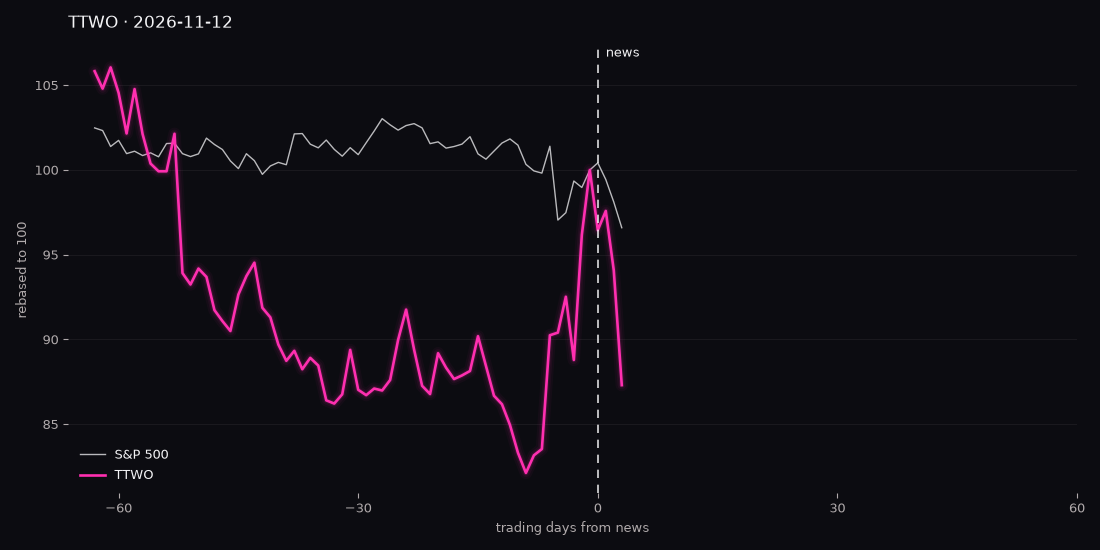 TTWO · 2026-11-12
news
105
100
95
90
85
rebased to 100
S&P 500
TTWO
−60
−30
0
30
60
trading days from news